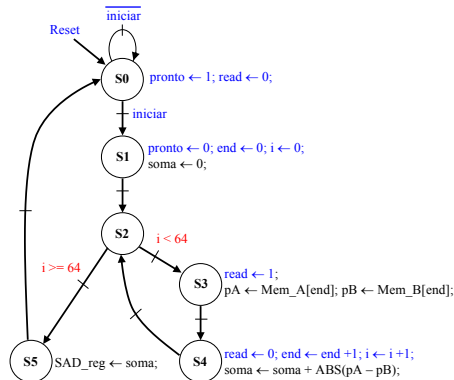 iniciar
Reset
S0
pronto ← 1; read ← 0;
iniciar
S1
pronto ← 0; end ← 0; i ← 0;
soma ← 0;
S2
i < 64
i >= 64
S3
read ← 1;
pA ← Mem_A[end]; pB ← Mem_B[end];
S5
SAD_reg ← soma;
S4
read ← 0; end ← end +1; i ← i +1;
soma ← soma + ABS(pA – pB);